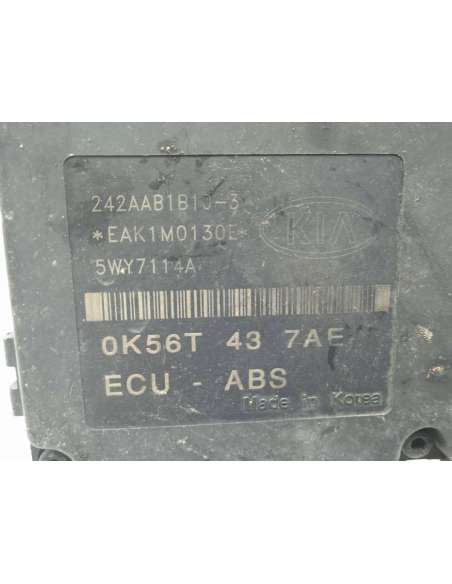 242AAB1B1J-3
*EAK1M0130E*
KIA
5WY7114A
0K56T 43 7AE
ECU - ABS
Made in Korea